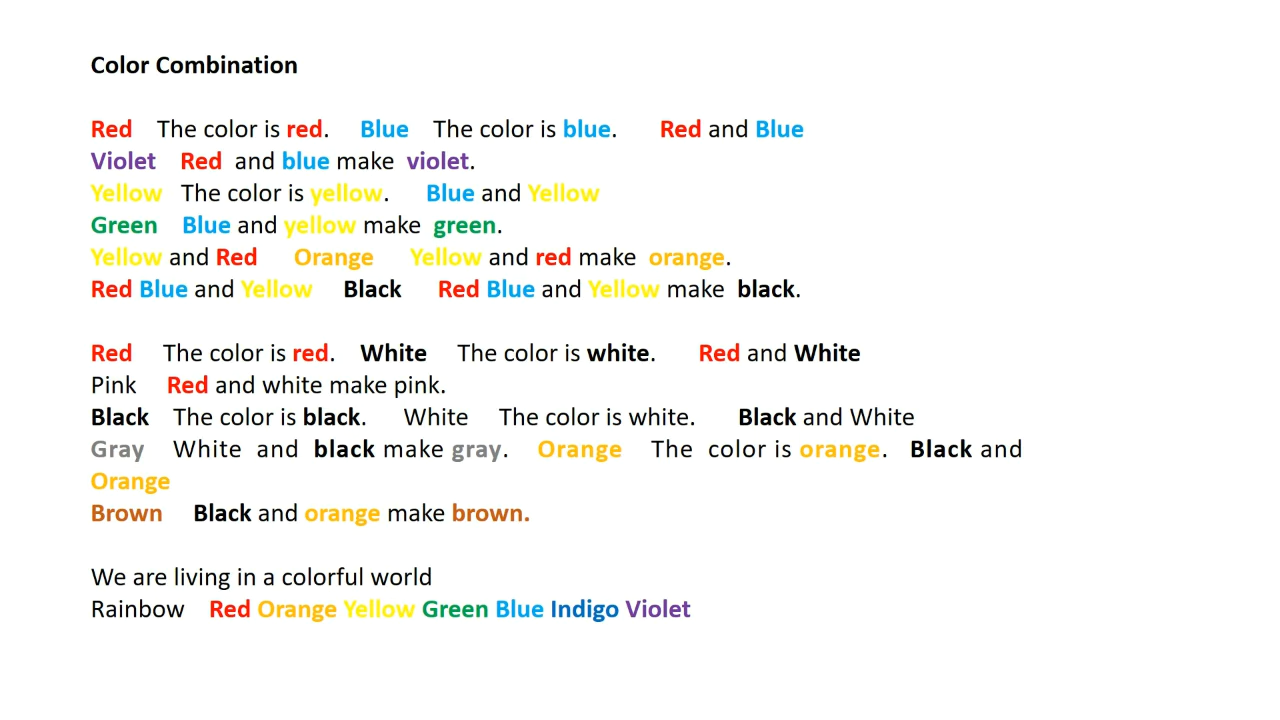 Color Combination
Red The color is red. Blue The color is blue. Red and Blue
Violet Red and blue make violet.
Yellow The color is yellow. Blue and Yellow
Green Blue and yellow make green.
Yellow and Red Orange Yellow and red make orange.
Red Blue and Yellow Black Red Blue and Yellow make black.
Red The color is red. White The color is white. Red and White
Pink Red and white make pink.
Black The color is black. White The color is white. Black and White
Gray White and black make gray. Orange The color is orange. Black and
Orange
Brown Black and orange make brown.
We are living in a colorful world
Rainbow Red Orange Yellow Green Blue Indigo Violet